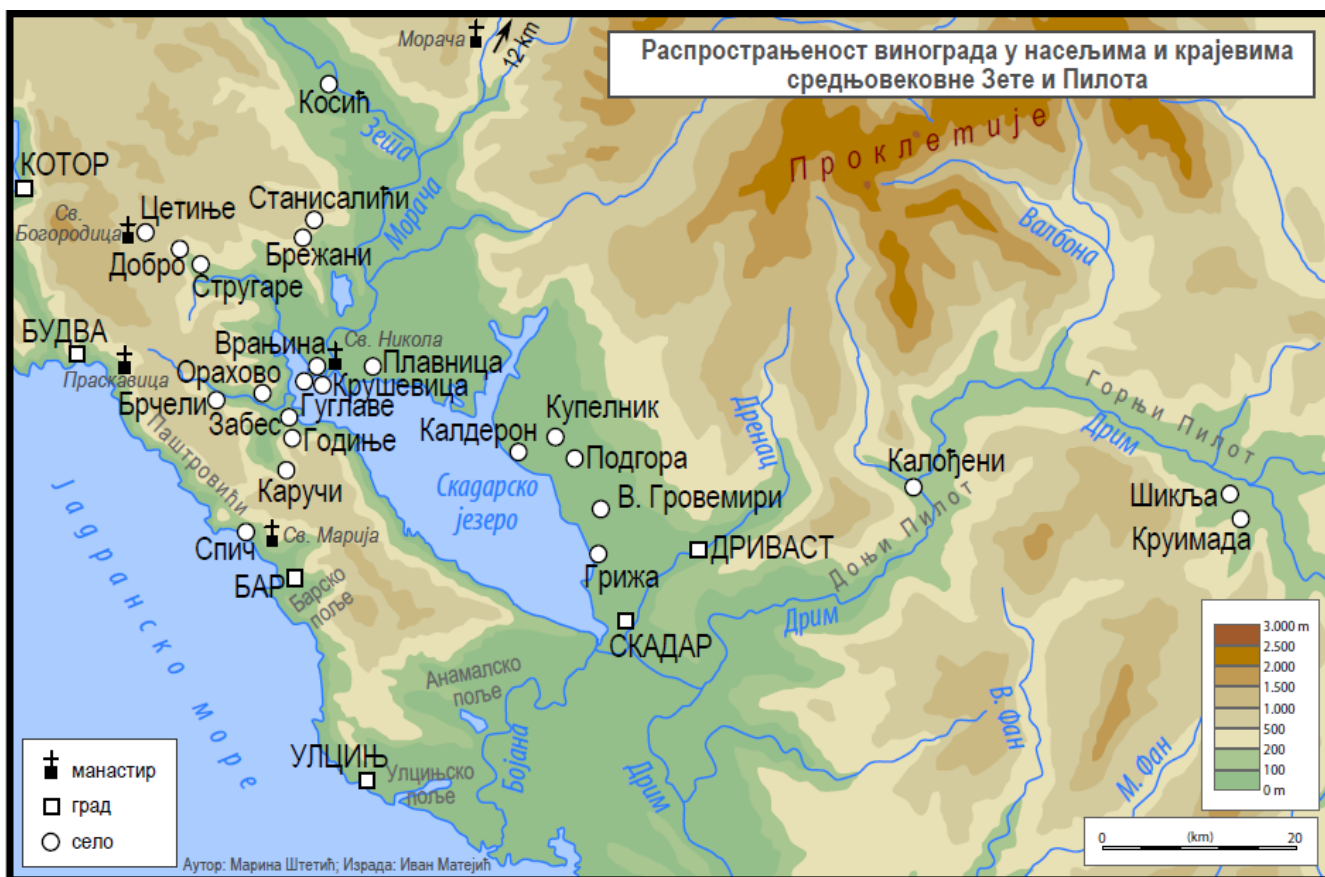 Распрострањеност винограда у насељима и крајевима
средњовековне Зете и Пилота
Морача
12 km
Косић
Зета
КОТОР
Св.
Богородица
Цетиње
Станисалићи
Морача
Проклетије
Валбона
Добро
Брежани
Стругаре
БУДВА
Врањина
Св. Никола
Праскавица
Орахово
Плавница
Крушевица
Брчели
Гуглаве
Забес
Годиње
Паштровићи
Каручи
Калдерон
Купелник
Подгора
Дренац
Горњи Пилот
Дрим
Скадарско
језеро
В. Гровемири
Калођени
Шикља
Круимада
Јадранско море
Спич
Св. Марија
БАР
Барско
поље
Грижа
ДРИВАСТ
Доњи Пилот
СКАДАР
Дрим
Анамалско
поље
Бојана
УЛЦИЊ
Улцињско
поље
Дрим
В. Фан
М. Фан
3.000 m
2.500
2.000
1.500
1.000
500
200
100
0 m
манастир
град
село
0 (km) 20
Аутор: Марина Штетић; Израда: Иван Матејић